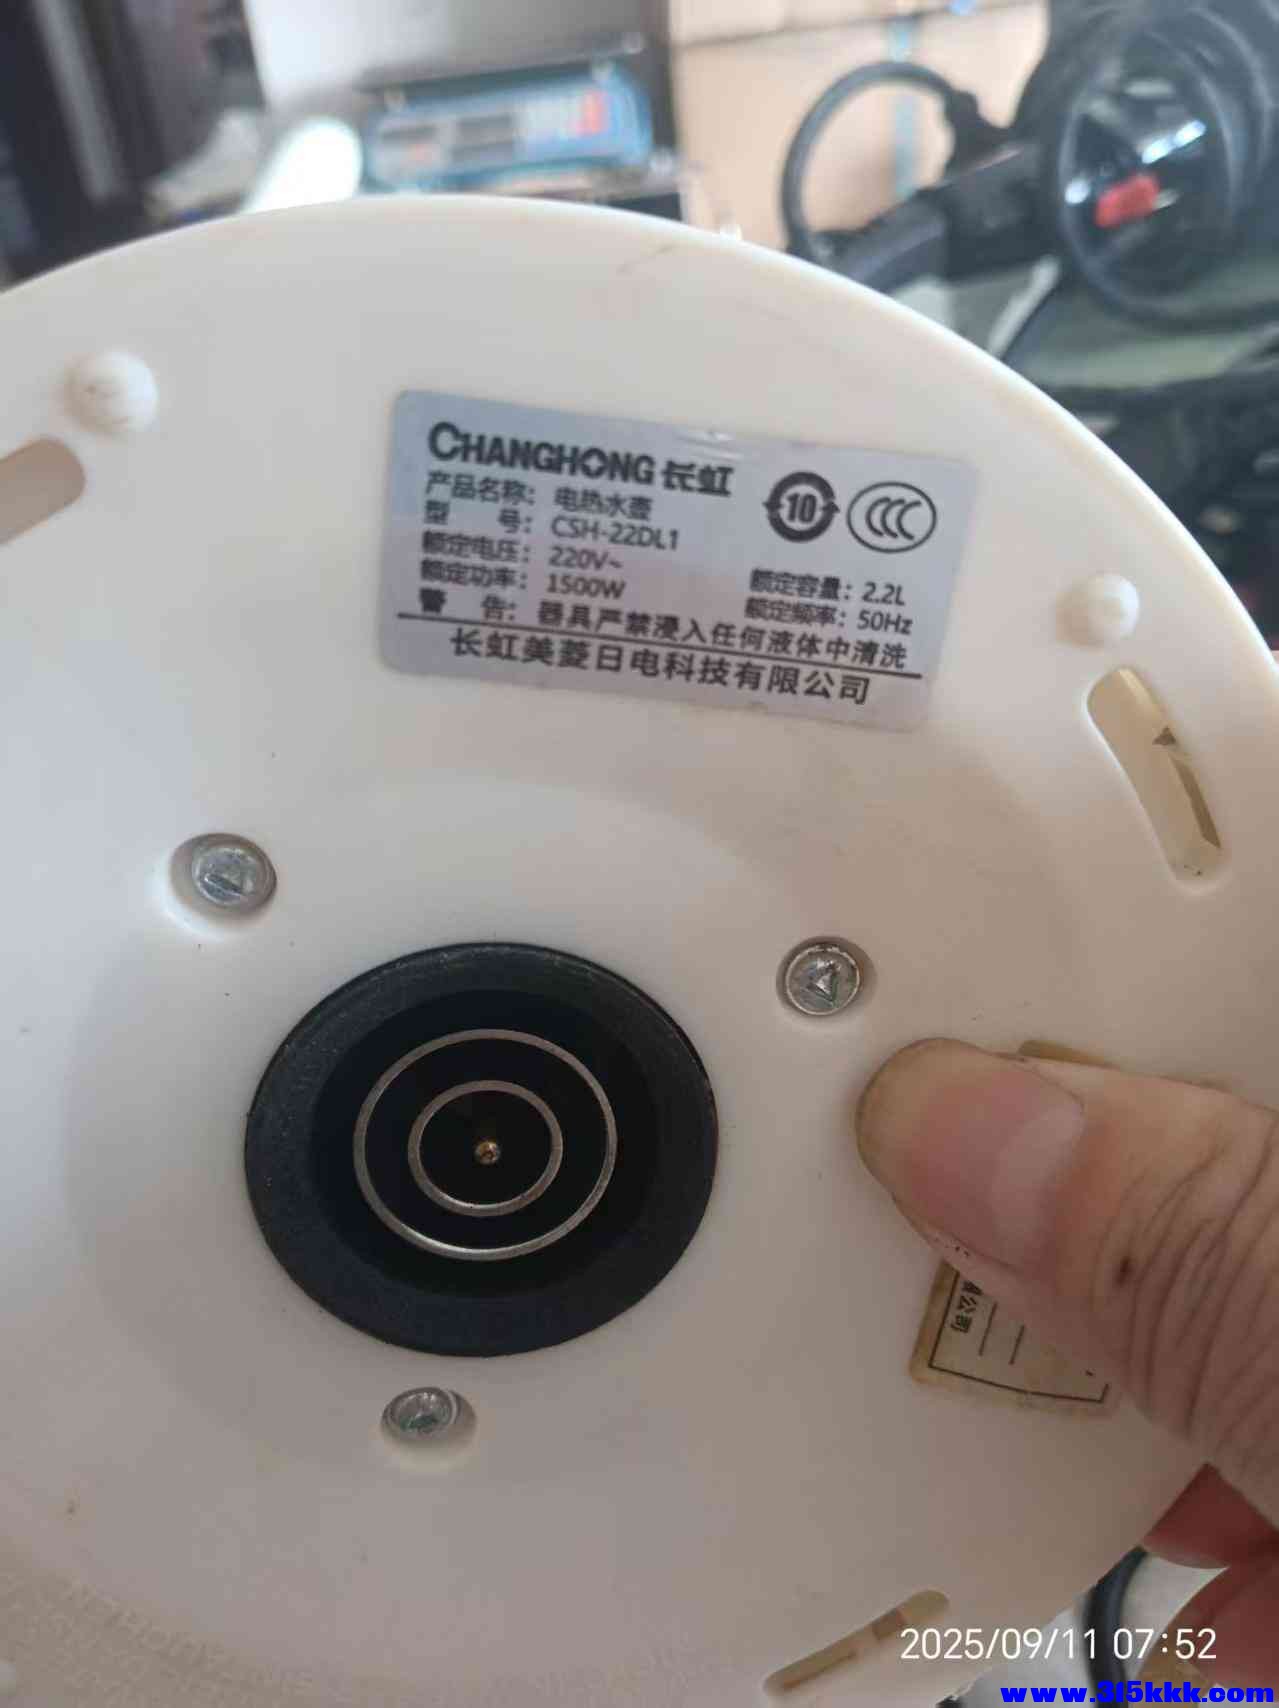 CHANGHONG 长虹
产品名称：电热水壶
型 号：CSH-22DL1
额定电压：220V~
额定容量：2.2L
额定功率：1500W
额定频率：50Hz
警 告：器具严禁浸入任何液体中清洗
长虹美菱日电科技有限公司
10
CCC
公司
2025/09/11 07:52
www.315kkk.com